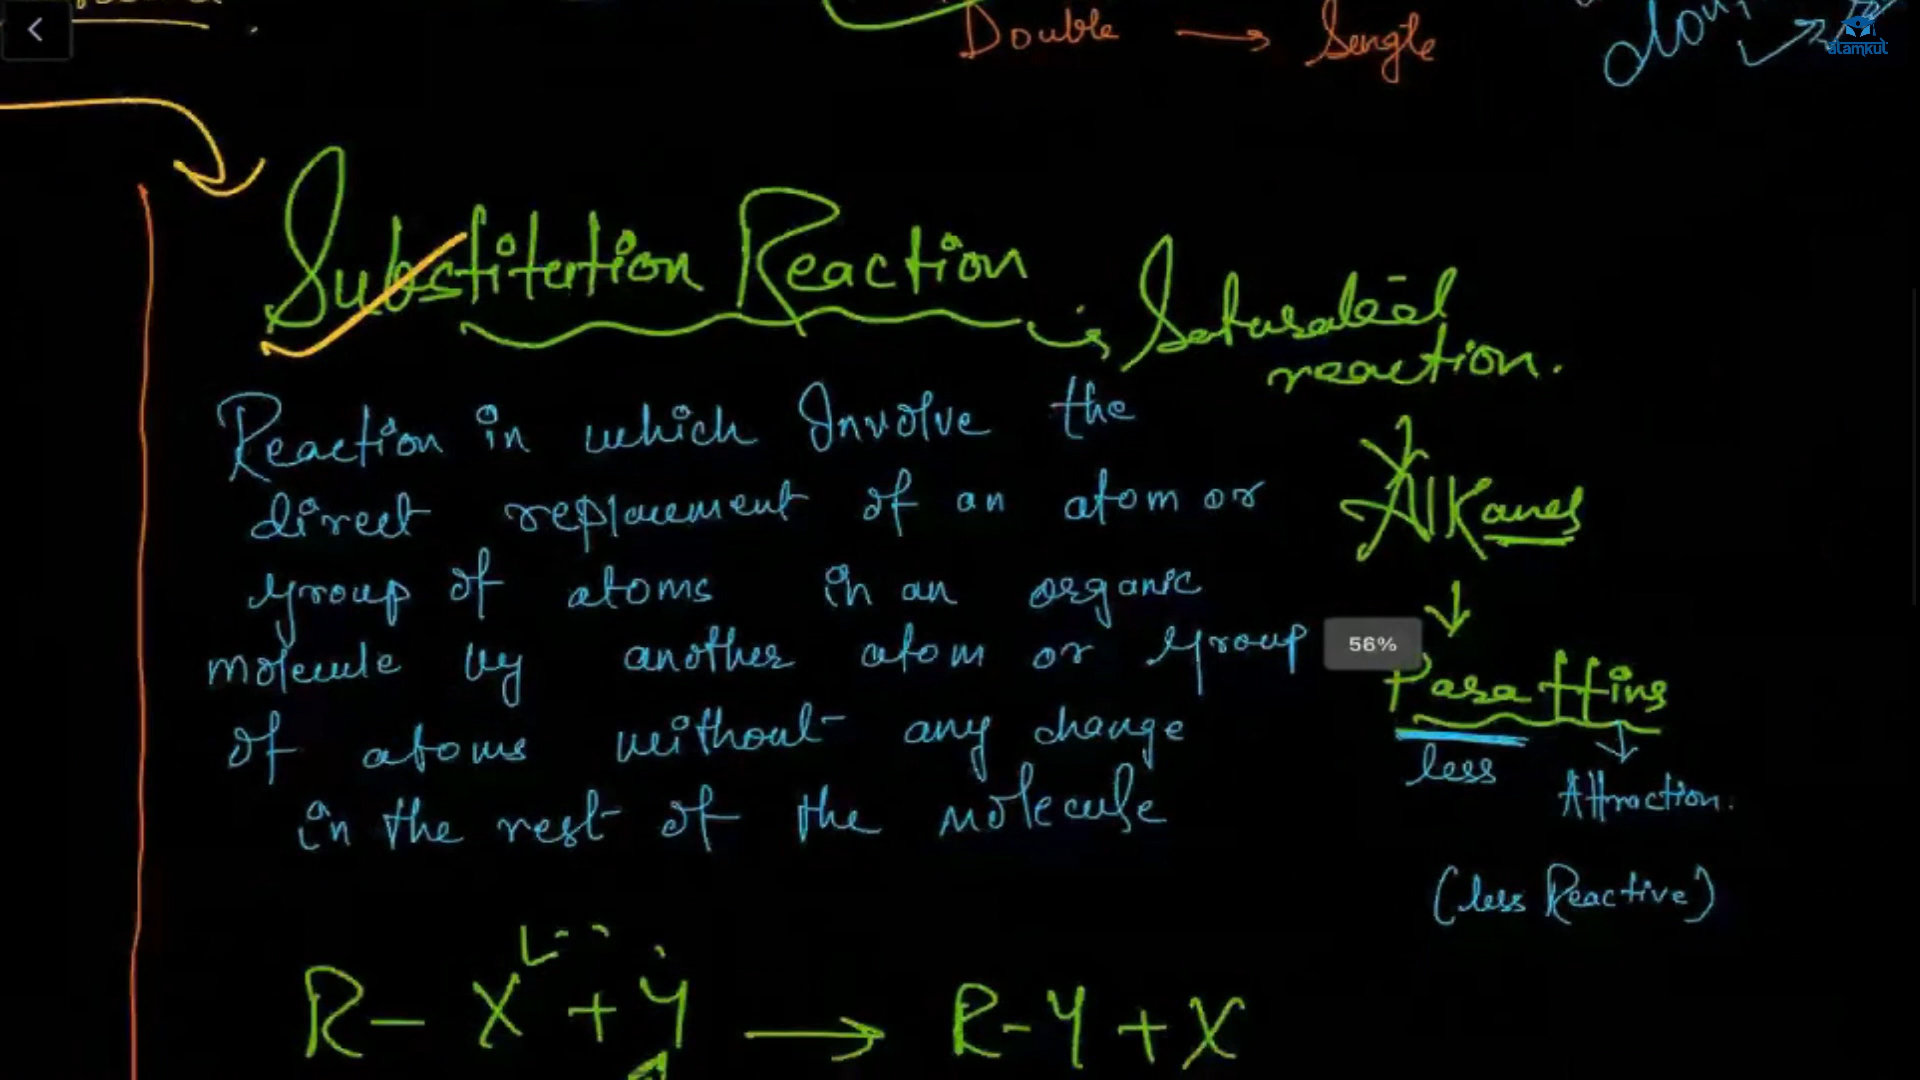 Double → Single
alamkut
Substitution Reaction
Saturated
reaction.
Reaction in which Involve the
direct replacement of an atom or
group of atoms in an organic
molecule by another atom or group
of atoms without any change
in the rest of the molecule
Alkanes
↓
56%
Paraffins
less
Attraction.
(less Reactive)
R - X + Y → R - Y + X